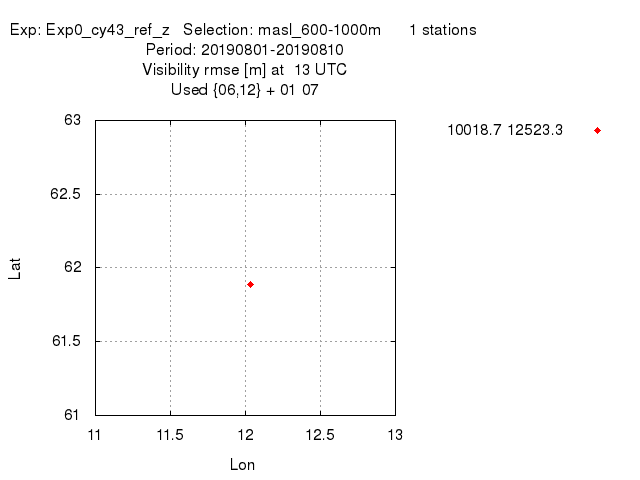 Exp: Exp0_cy43_ref_z   Selection: masl_600-1000m      1 stations
Period: 20190801-20190810
Visibility rmse [m] at  13 UTC
Used {06,12} + 01 07
10018.7 12523.3
63
62.5
62
61.5
61
Lat
11 11.5 12 12.5 13
Lon